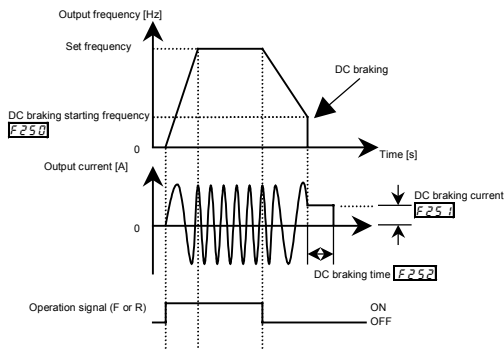 Output frequency [Hz]
Set frequency
DC braking
DC braking starting frequency
F250
0
Time [s]
Output current [A]
DC braking current
F251
0
DC braking time F252
Operation signal (F or R)
ON
OFF